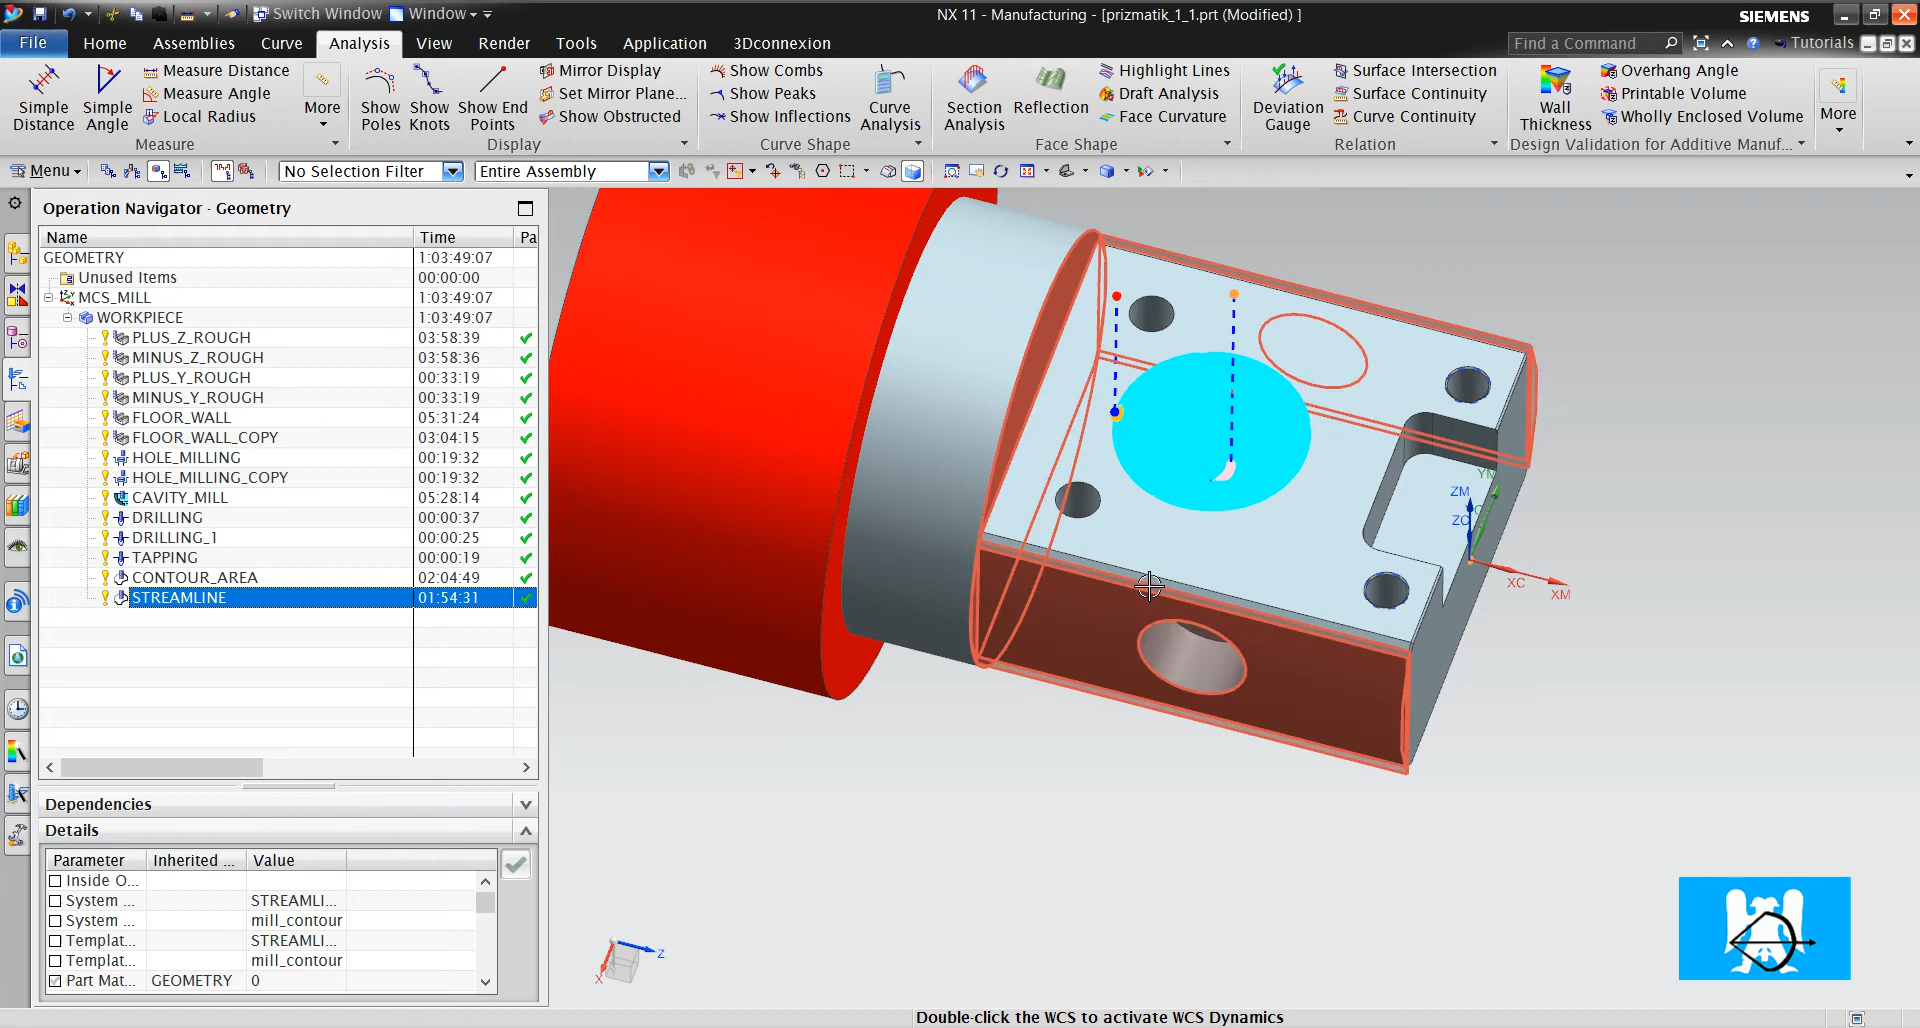 Switch Window Window
NX 11 - Manufacturing - [prizmatik_1_1.prt (Modified) ]
SIEMENS
File Home Assemblies Curve Analysis View Render Tools Application 3Dconnexion
Find a Command
Tutorials
Simple Distance
Simple Angle
Measure Distance
Measure Angle
Local Radius
More
Measure
Show Poles
Show Knots
Show End Points
Mirror Display
Set Mirror Plane...
Show Obstructed
Display
Show Combs
Show Peaks
Show Inflections
Curve Analysis
Curve Shape
Section Analysis
Reflection
Highlight Lines
Draft Analysis
Face Curvature
Face Shape
Deviation Gauge
Surface Intersection
Surface Continuity
Curve Continuity
Relation
Wall Thickness
Overhang Angle
Printable Volume
Wholly Enclosed Volume
Design Validation for Additive Manuf...
More
Menu
No Selection Filter
Entire Assembly
Operation Navigator - Geometry
Name Time Pa
GEOMETRY 1:03:49:07
Unused Items 00:00:00
MCS_MILL 1:03:49:07
WORKPIECE 1:03:49:07
PLUS_Z_ROUGH 03:58:39
MINUS_Z_ROUGH 03:58:36
PLUS_Y_ROUGH 00:33:19
MINUS_Y_ROUGH 00:33:19
FLOOR_WALL 05:31:24
FLOOR_WALL_COPY 03:04:15
HOLE_MILLING 00:19:32
HOLE_MILLING_COPY 00:19:32
CAVITY_MILL 05:28:14
DRILLING 00:00:37
DRILLING_1 00:00:25
TAPPING 00:00:19
CONTOUR_AREA 02:04:49
STREAMLINE 01:54:31
Dependencies
Details
Parameter Inherited ... Value
Inside O...
System ... STREAMLI...
System ... mill_contour
Templat... STREAMLI...
Templat... mill_contour
Part Mat... GEOMETRY 0
YM
ZM
ZC
XC
XM
Z
X
Double-click the WCS to activate WCS Dynamics